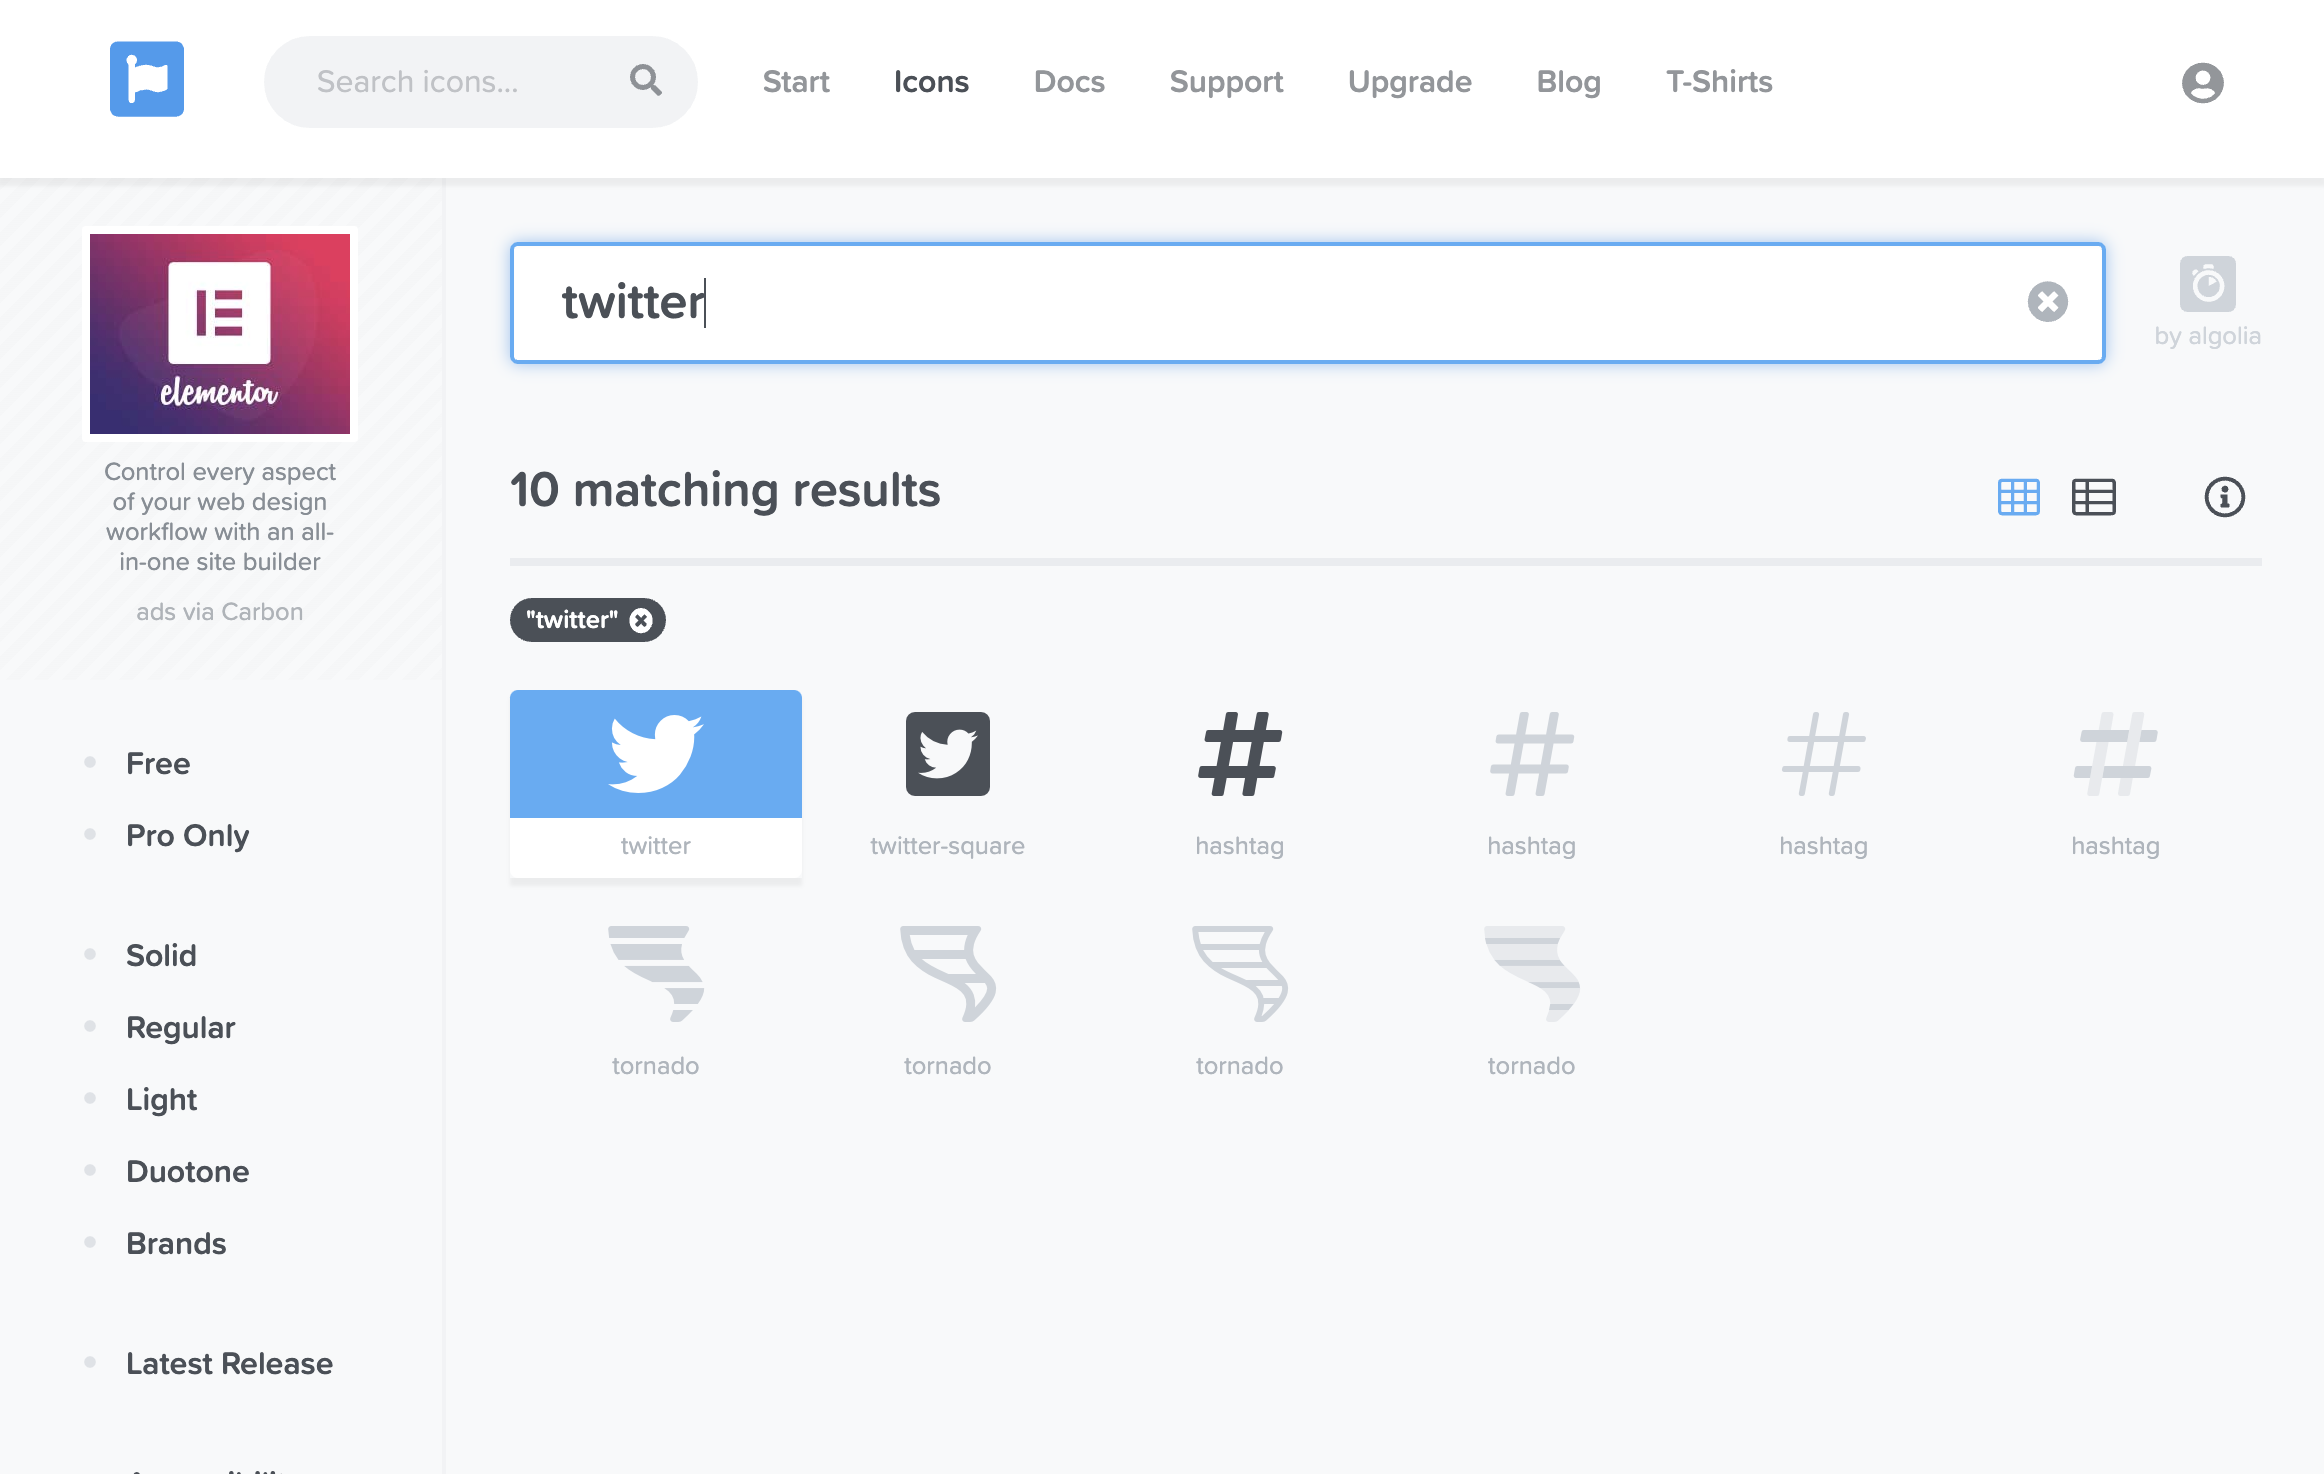 Search icons...
Start
Icons
Docs
Support
Upgrade
Blog
T-Shirts
elementor
Control every aspect
of your web design
workflow with an all-
in-one site builder
ads via Carbon
Free
Pro Only
Solid
Regular
Light
Duotone
Brands
Latest Release
twitter
by algolia
10 matching results
"twitter"
twitter
twitter-square
hashtag
hashtag
hashtag
hashtag
tornado
tornado
tornado
tornado